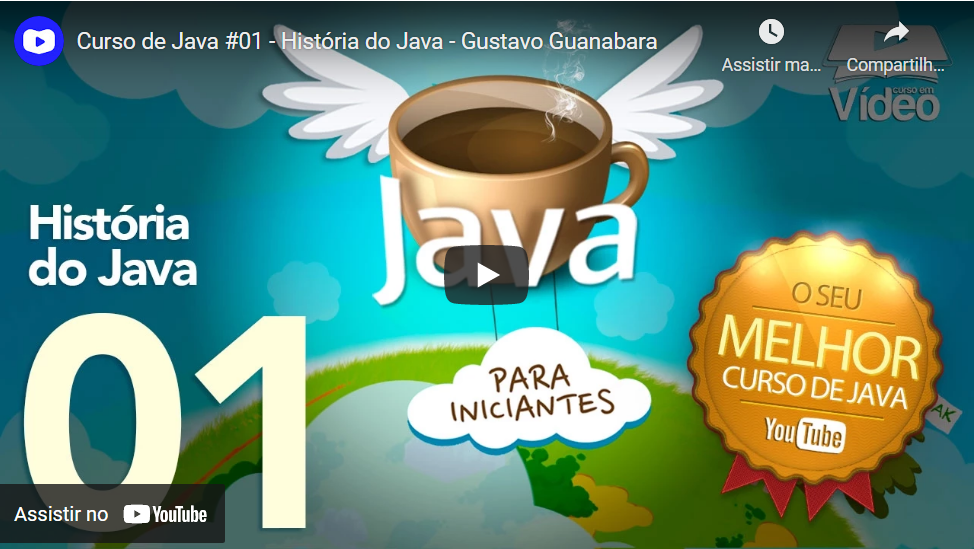 Curso de Java #01 - História do Java - Gustavo Guanabara
Assistir ma...
Compartilh...
curso em
Vídeo
Java
História
do Java
01
PARA
INICIANTES
O SEU
MELHOR
CURSO DE JAVA
YouTube
AK
Assistir no YouTube